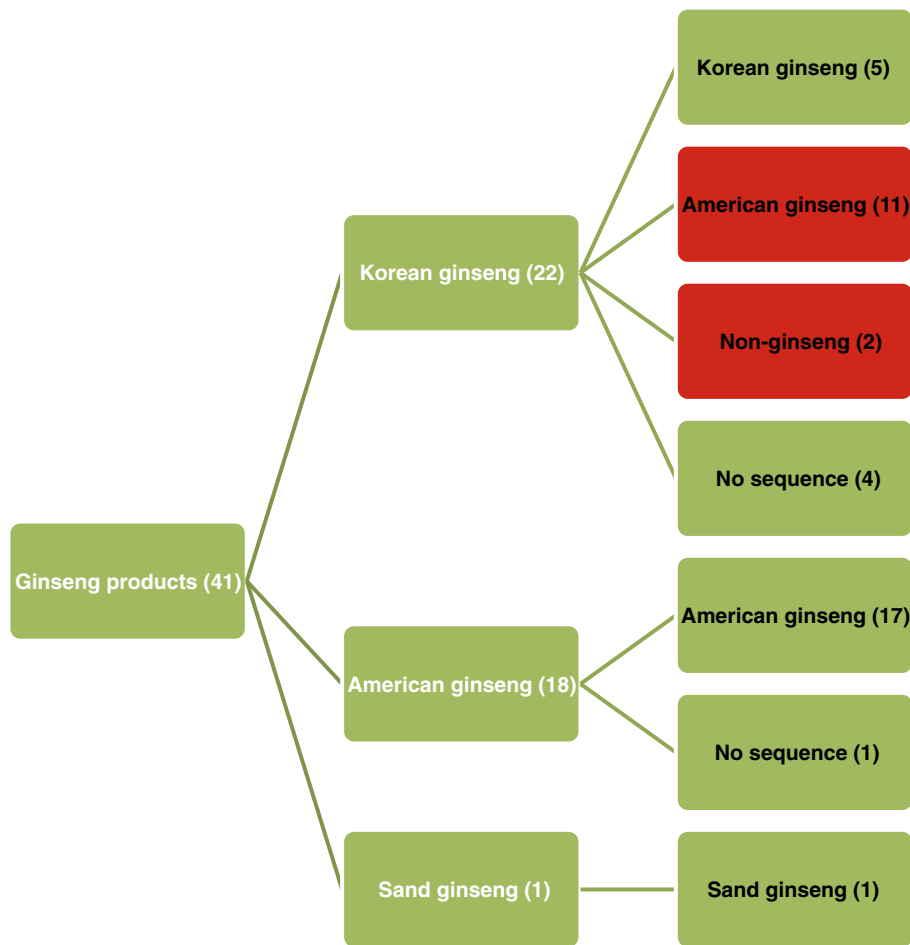 Ginseng products (41)
Korean ginseng (22)
Korean ginseng (5)
American ginseng (11)
Non-ginseng (2)
No sequence (4)
American ginseng (18)
American ginseng (17)
No sequence (1)
Sand ginseng (1)
Sand ginseng (1)